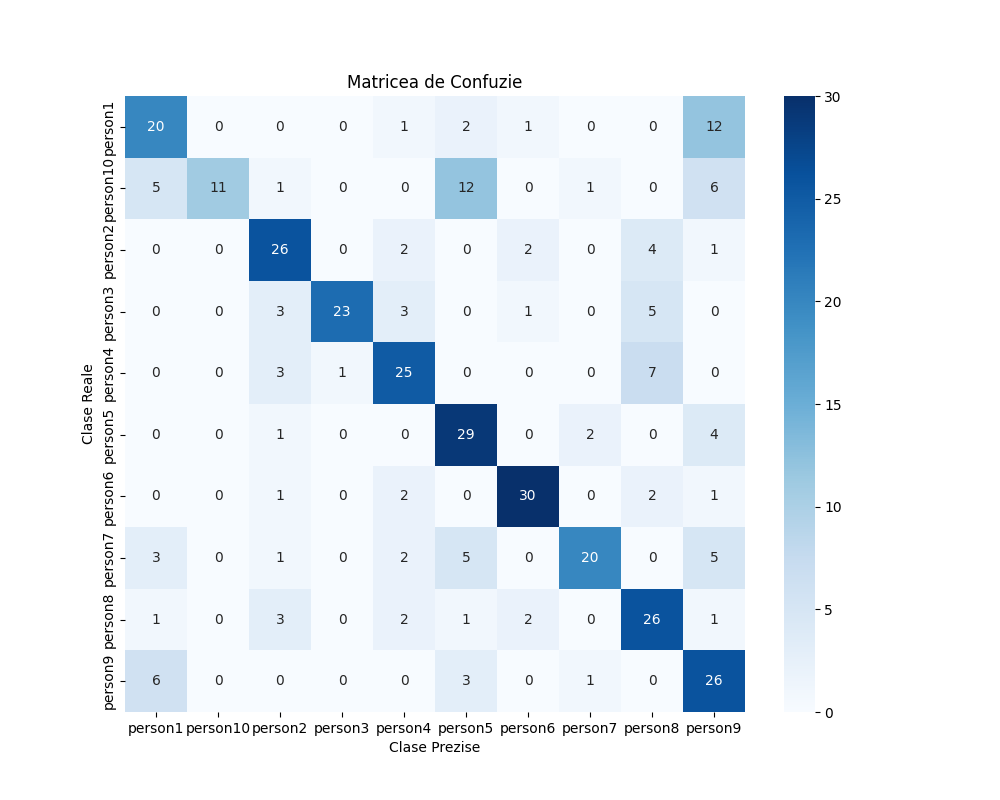 Matricea de Confuzie
Clase Reale
person1 20 0 0 0 1 2 1 0 0 12
person10 5 11 1 0 0 12 0 1 0 6
person2 0 0 26 0 2 0 2 0 4 1
person3 0 0 3 23 3 0 1 0 5 0
person4 0 0 3 1 25 0 0 0 7 0
person5 0 0 1 0 0 29 0 2 0 4
person6 0 0 1 0 2 0 30 0 2 1
person7 3 0 1 0 2 5 0 20 0 5
person8 1 0 3 0 2 1 2 0 26 1
person9 6 0 0 0 0 3 0 1 0 26
person1 person10 person2 person3 person4 person5 person6 person7 person8 person9
Clase Prezise
30
25
20
15
10
5
0